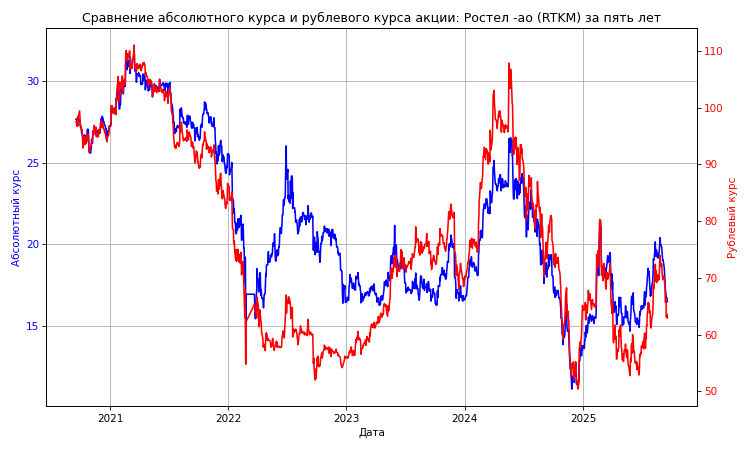 Сравнение абсолютного курса и рублевого курса акции: Ростел -ао (RTKM) за пять лет
Абсолютный курс
30
25
20
15
110
100
90
80
70
60
50
Рублевый курс
2021 2022 2023 2024 2025
Дата